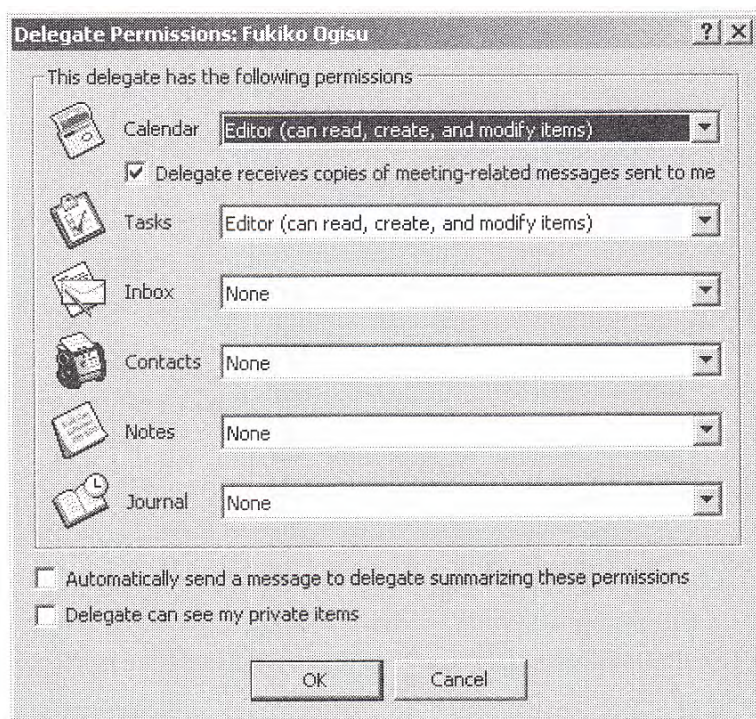 Delegate Permissions: Fukiko Ogisu
This delegate has the following permissions
Calendar Editor (can read, create, and modify items)
Delegate receives copies of meeting-related messages sent to me
Tasks Editor (can read, create, and modify items)
Inbox None
Contacts None
Notes None
Journal None
Automatically send a message to delegate summarizing these permissions
Delegate can see my private items
OK Cancel